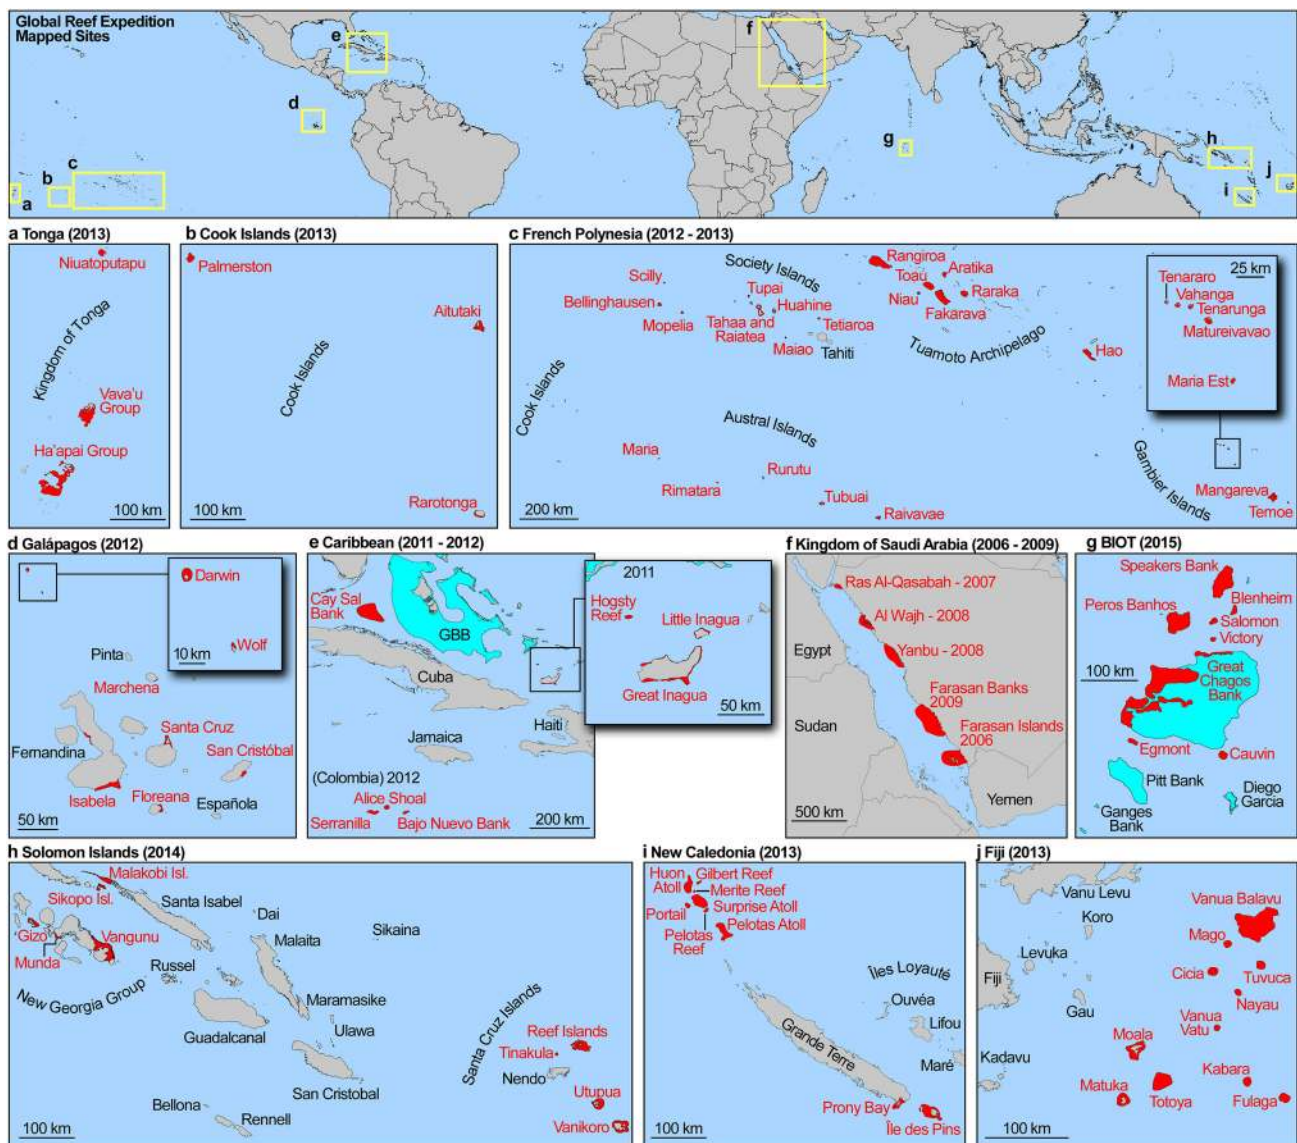 Global Reef Expedition
Mapped Sites
e
f
d
g
h
c
b
j
a
i
a Tonga (2013)
Niuatoputapu
Kingdom of Tonga
Vava'u
Group
Ha'apai Group
100 km
b Cook Islands (2013)
Palmerston
Aitutaki
Cook Islands
Rarotonga
100 km
c French Polynesia (2012 - 2013)
Society Islands
Rangiroa
Toau
Aratika
Scilly
Tupai
Niau
Raraka
Bellinghausen
Huahine
Fakarava
Mopelia
Tahaa and
Raiatea
Tetiaroa
Maiao
Tahiti
Tuamoto Archipelago
Hao
Cook Islands
Austral Islands
Maria
Rurutu
Rimatara
Tubuai
Raivavae
Gambier Islands
Mangareva
Temoe
200 km
25 km
Tenararo
Vahanga
Tenarunga
Matureivavao
Maria Est
d Galápagos (2012)
Darwin
Wolf
10 km
Pinta
Marchena
Santa Cruz
Fernandina
San Cristóbal
Isabela
Floreana
Española
50 km
e Caribbean (2011 - 2012)
Cay Sal
Bank
GBB
Cuba
Haiti
Jamaica
(Colombia) 2012
Alice Shoal
Serranilla
Bajo Nuevo Bank
200 km
2011
Hogsty
Reef
Little Inagua
Great Inagua
50 km
f Kingdom of Saudi Arabia (2006 - 2009)
Ras Al-Qasabah - 2007
Al Wajh - 2008
Egypt
Yanbu - 2008
Farasan Banks
2009
Sudan
Farasan Islands
2006
Yemen
500 km
g BIOT (2015)
Speakers Bank
Blenheim
Peros Banhos
Salomon
Victory
100 km
Great
Chagos
Bank
Egmont
Cauvin
Pitt Bank
Diego
Garcia
Ganges
Bank
h Solomon Islands (2014)
Malakobi Isl.
Sikopo Isl.
Santa Isabel
Dai
Sikaina
Gizo
Vangunu
Malaita
Munda
Russel
New Georgia Group
Maramasike
Guadalcanal
Ulawa
Santa Cruz Islands
Reef Islands
Tinakula
Nendo
San Cristobal
Utupua
Bellona
Rennell
Vanikoro
100 km
i New Caledonia (2013)
Huon
Atoll
Gilbert Reef
Merite Reef
Portail
Surprise Atoll
Pelotas
Reef
Pelotas Atoll
Îles Loyauté
Ouvéa
Lifou
Grande Terre
Maré
Prony Bay
Île des Pins
100 km
j Fiji (2013)
Vanu Levu
Vanua Balavu
Koro
Mago
Levuka
Cicia
Tuvuca
Fiji
Nayau
Gau
Vanua
Vatu
Moala
Kadavu
Kabara
Matuka
Totoya
Fulaga
100 km